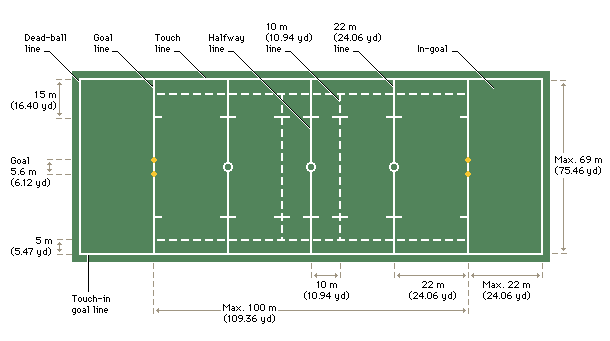 Dead-ball
line
Goal
line
Touch
line
Halfway
line
10 m
(10.94 yd)
line
22 m
(24.06 yd)
line
In-goal
15 m
(16.40 yd)
Goal
5.6 m
(6.12 yd)
5 m
(5.47 yd)
Max. 69 m
(75.46 yd)
Touch-in
goal line
10 m
(10.94 yd)
22 m
(24.06 yd)
Max. 22 m
(24.06 yd)
Max. 100 m
(109.36 yd)